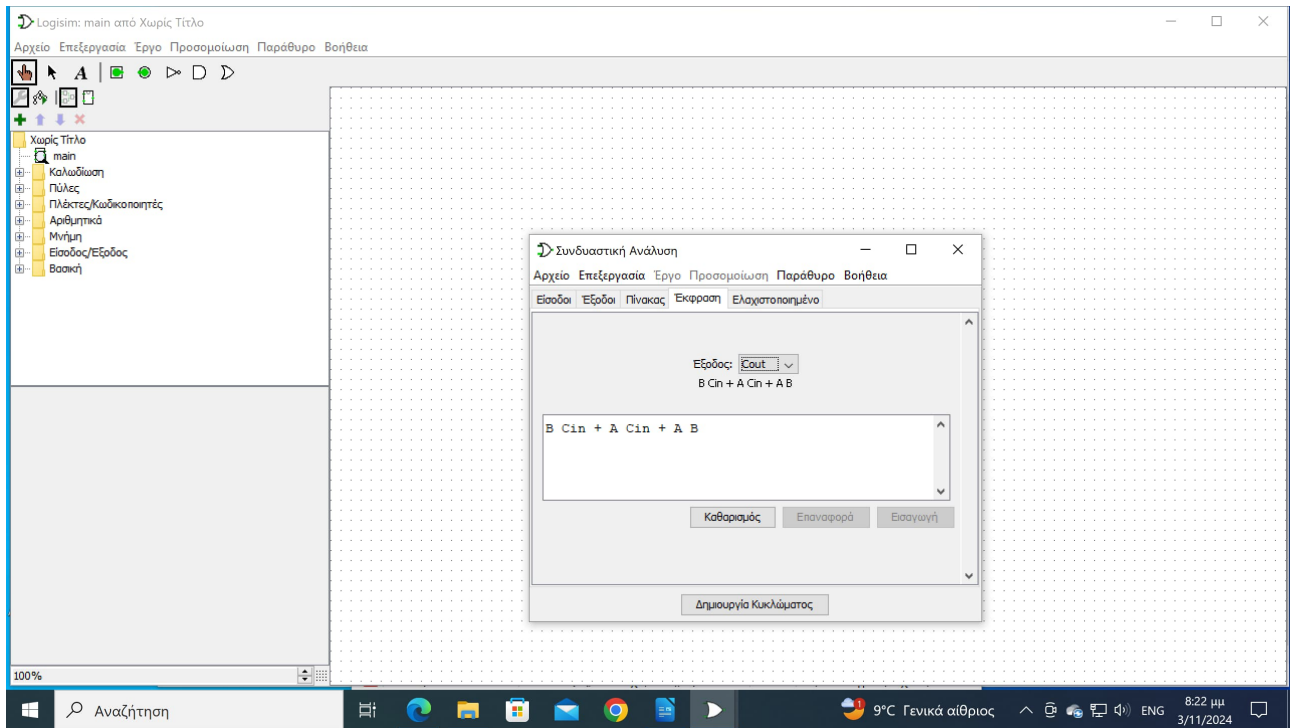 Logisim: main από Χωρίς Τίτλο
Αρχείο Επεξεργασία Έργο Προσομοίωση Παράθυρο Βοήθεια
A
Χωρίς Τίτλο
main
Καλωδίωση
Πύλες
Πλέκτες/Κωδικοποιητές
Αριθμητικά
Μνήμη
Είσοδος/Έξοδος
Βασική
Συνδυαστική Ανάλυση
Αρχείο Επεξεργασία Έργο Προσομοίωση Παράθυρο Βοήθεια
Είσοδοι Έξοδοι Πίνακας Έκφραση Ελαχιστοποιημένο
Έξοδος: Cout
B Cin + A Cin + A B
B Cin + A Cin + A B
Καθαρισμός Επαναφορά Εισαγωγή
Δημιουργία Κυκλώματος
100%
Αναζήτηση
1
9°C Γενικά αίθριος
ENG
8:22 μμ
3/11/2024